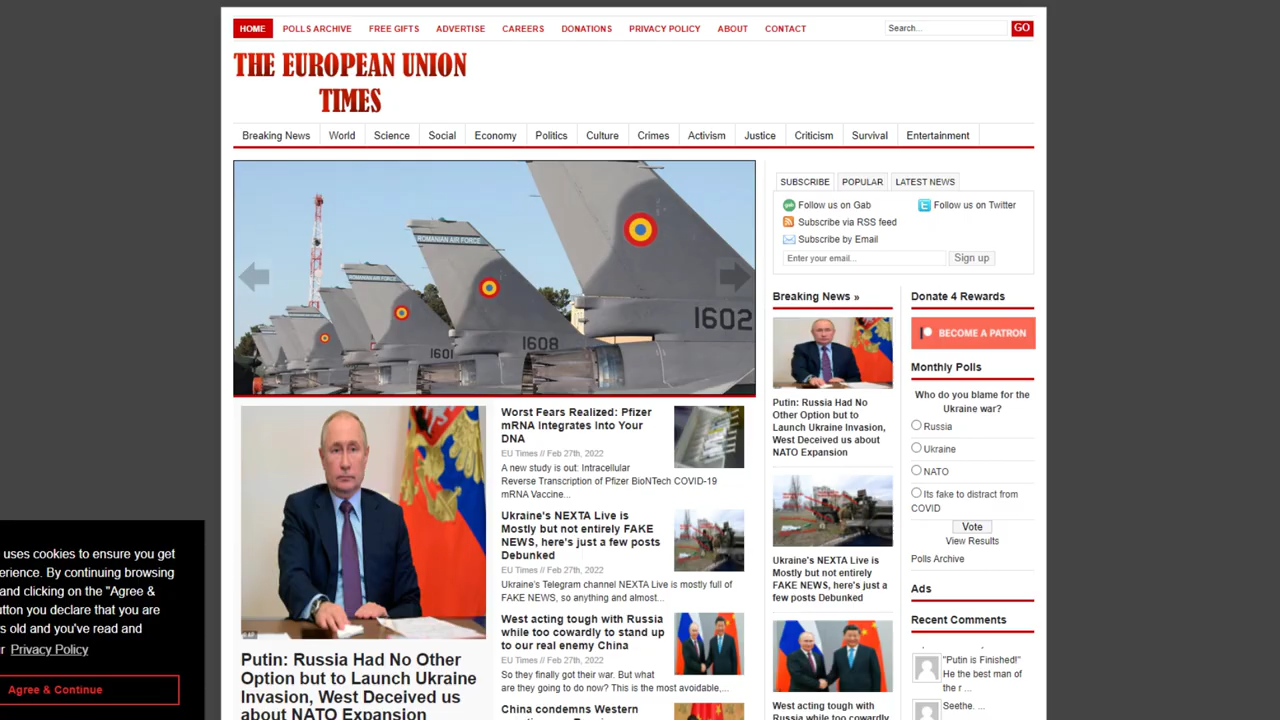 HOME POLLS ARCHIVE FREE GIFTS ADVERTISE CAREERS DONATIONS PRIVACY POLICY ABOUT CONTACT Search... GO
THE EUROPEAN UNION
TIMES
Breaking News World Science Social Economy Politics Culture Crimes Activism Justice Criticism Survival Entertainment
ROMANIAN AIR FORCE
ROMANIAN AIR FORCE
1601
1608
1602
Putin: Russia Had No Other
Option but to Launch Ukraine
Invasion, West Deceived us
about NATO Expansion
Worst Fears Realized: Pfizer
mRNA Integrates Into Your
DNA
EU Times // Feb 27th, 2022
A new study is out: Intracellular
Reverse Transcription of Pfizer BioNTech COVID-19
mRNA Vaccine...
Ukraine's NEXTA Live is
Mostly but not entirely FAKE
NEWS, here's just a few posts
Debunked
EU Times // Feb 27th, 2022
Ukraine's Telegram channel NEXTA Live is mostly full of
FAKE NEWS, so anything and almost...
West acting tough with Russia
while too cowardly to stand up
to our real enemy China
EU Times // Feb 27th, 2022
So they finally got their war. But what
are they going to do now? This is the most avoidable,...
China condemns Western
SUBSCRIBE POPULAR LATEST NEWS
Follow us on Gab Follow us on Twitter
Subscribe via RSS feed
Subscribe by Email
Enter your email... Sign up
Breaking News »
Putin: Russia Had No
Other Option but to
Launch Ukraine Invasion,
West Deceived us about
NATO Expansion
Ukraine's NEXTA Live is
Mostly but not entirely
FAKE NEWS, here's just a
few posts Debunked
West acting tough with
Russia while too cowardly
Donate 4 Rewards
BECOME A PATRON
Monthly Polls
Who do you blame for the
Ukraine war?
Russia
Ukraine
NATO
Its fake to distract from
COVID
Vote
View Results
Polls Archive
Ads
Recent Comments
"Putin is Finished!"
He the best man of
the r ...
Seethe. ...
uses cookies to ensure you get
erience. By continuing browsing
and clicking on the "Agree &
utton you declare that you are
s old and you've read and
r Privacy Policy
Agree & Continue